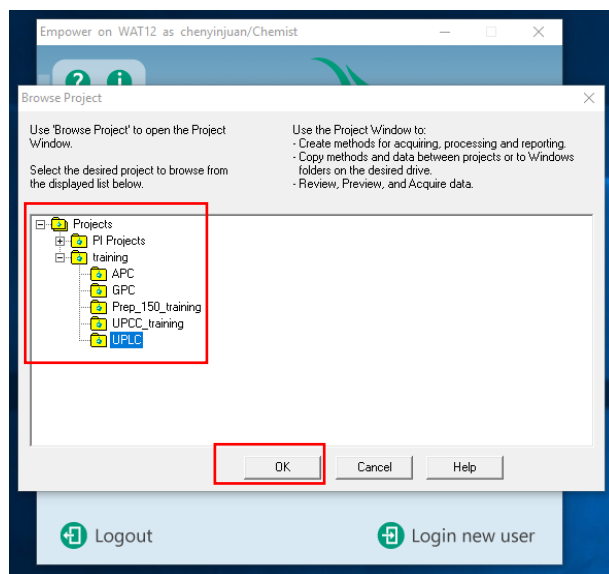 Empower on WAT12 as chenyinjuan/Chemist
Browse Project
Use 'Browse Project' to open the Project
Window.
Select the desired project to browse from
the displayed list below.
Use the Project Window to:
- Create methods for acquiring, processing and reporting.
- Copy methods and data between projects or to Windows
folders on the desired drive.
- Review, Preview, and Acquire data.
Projects
PI Projects
training
APC
GPC
Prep_150_training
UPCC_training
UPLC
OK
Cancel
Help
Logout
Login new user